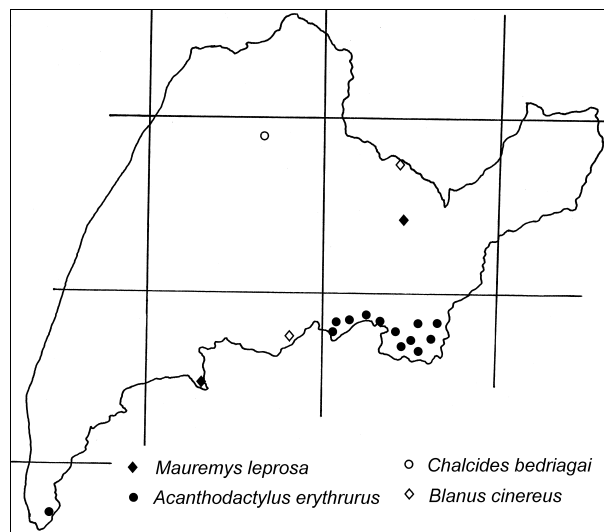 Mauremys leprosa
Chalcides bedriagai
Acanthodactylus erythrurus
Blanus cinereus